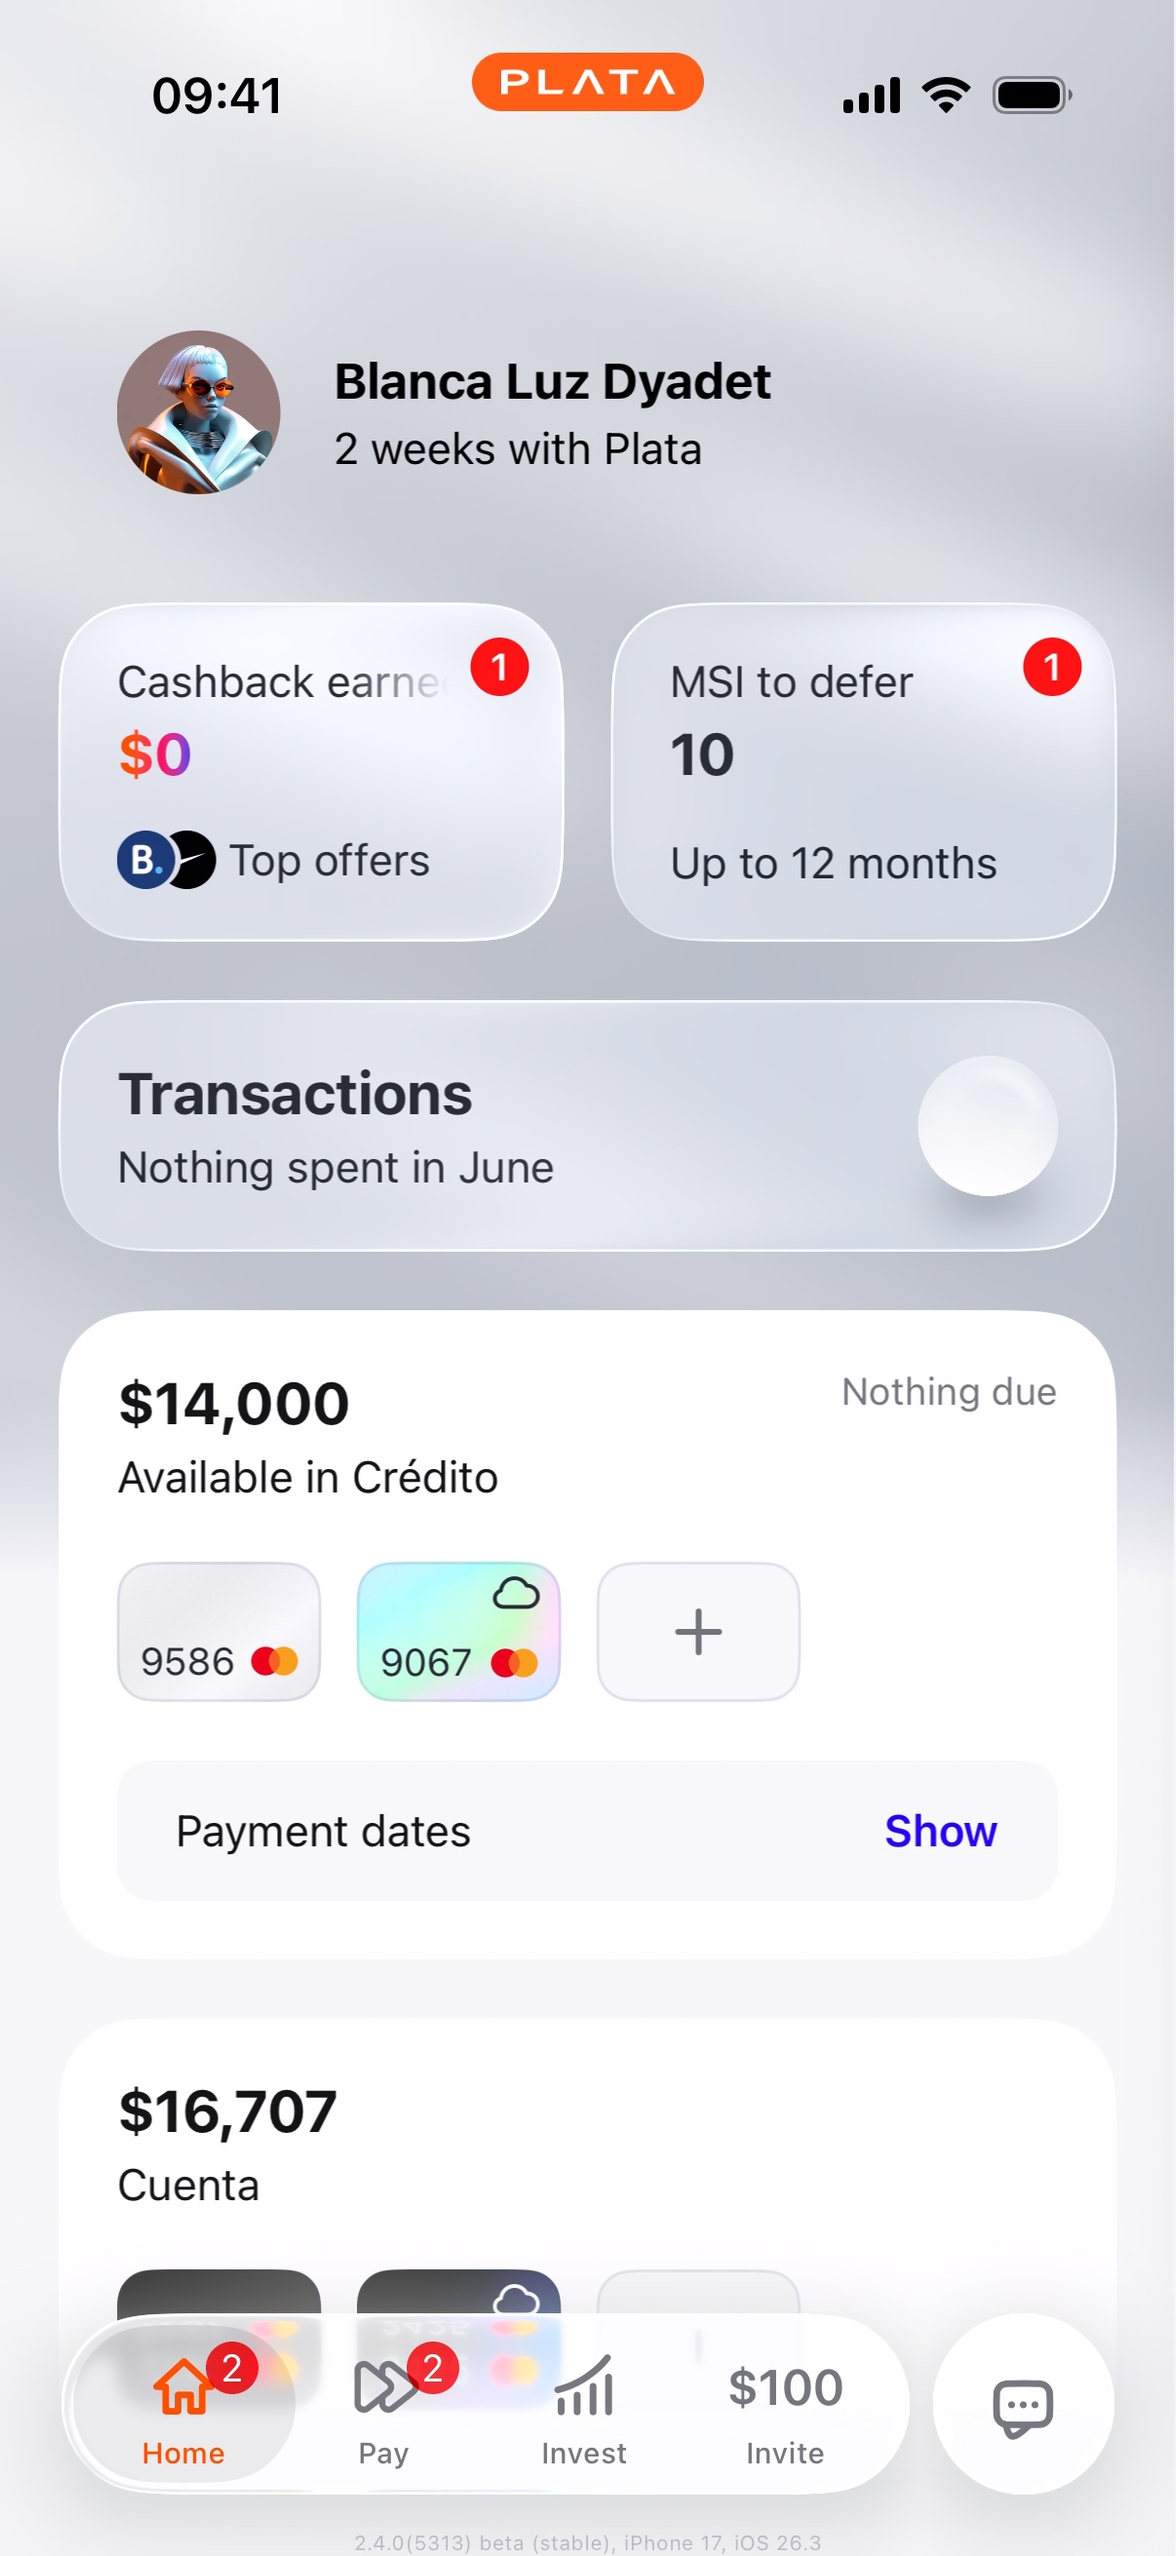 09:41
PLATA
Blanca Luz Dyadet
2 weeks with Plata
Cashback earned
1
$0
B.
Top offers
MSI to defer
1
10
Up to 12 months
Transactions
Nothing spent in June
$14,000
Nothing due
Available in Crédito
9586
9067
Payment dates
Show
$16,707
Cuenta
2
Home
2
Pay
Invest
$100
Invite
2.4.0(5313) beta (stable), iPhone 17, iOS 26.3